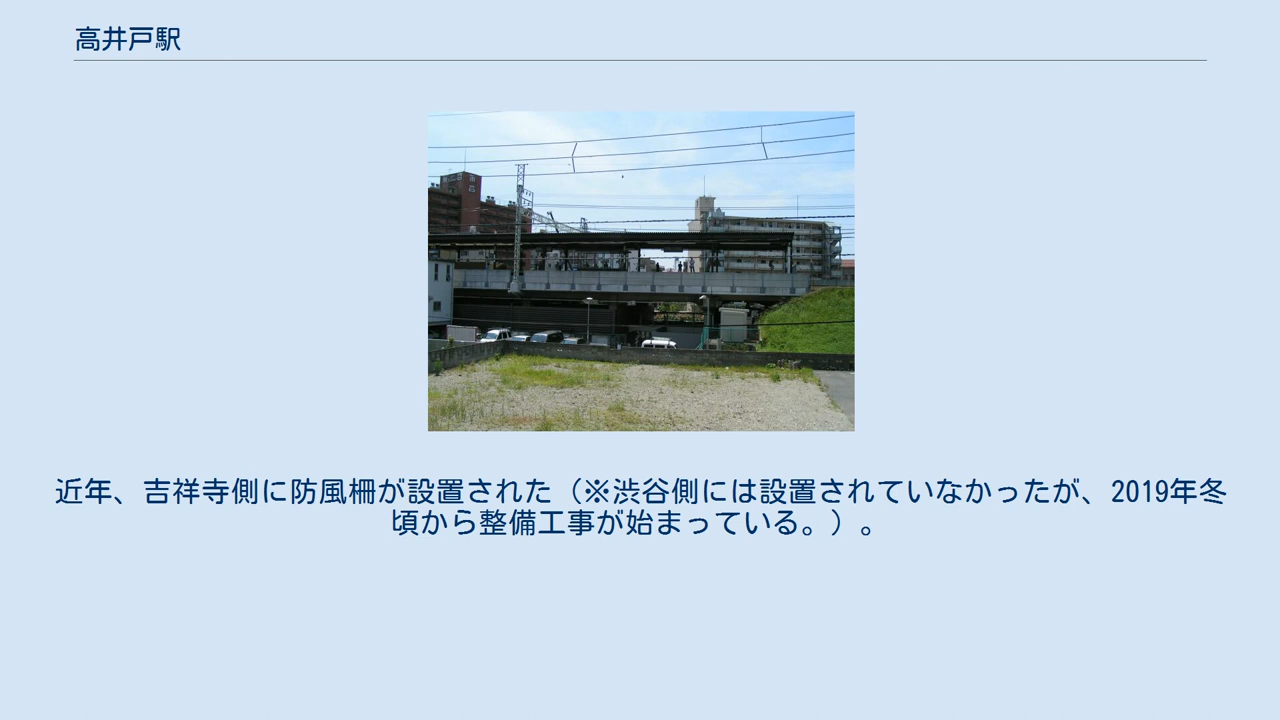 高井戸駅
近年、吉祥寺側に防風柵が設置された（※渋谷側には設置されていなかったが、2019年冬
頃から整備工事が始まっている。）。